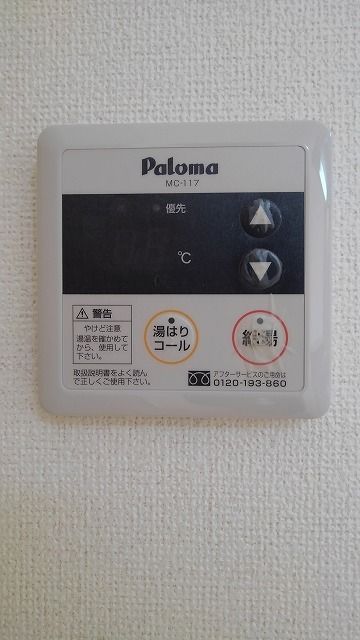 Paloma
MC-117
優先
℃
警告
やけど注意
湯温を確かめて
から、使用して
下さい。
湯はり
コール
給湯
取扱説明書をよく読ん
で正しくご使用下さい。
アフターサービスのご用命は
0120-193-860